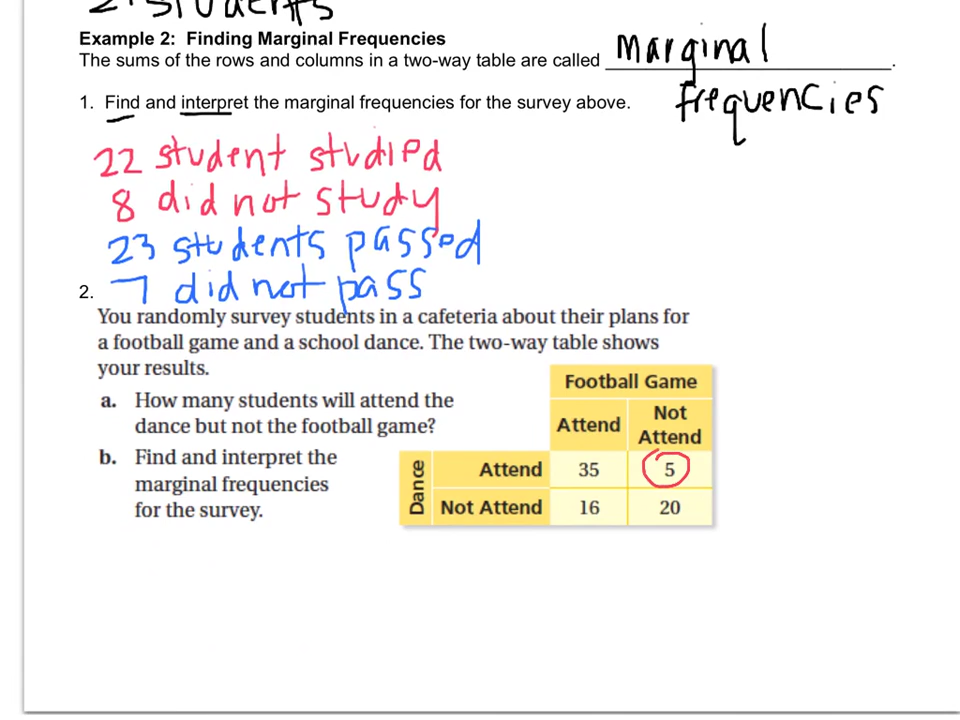 2. students
Example 2: Finding Marginal Frequencies
The sums of the rows and columns in a two-way table are called marginal frequencies.
1. Find and interpret the marginal frequencies for the survey above.
22 student studied
8 did not study
23 students passed
7 did not pass
2.
You randomly survey students in a cafeteria about their plans for
a football game and a school dance. The two-way table shows
your results.
a. How many students will attend the
dance but not the football game?
b. Find and interpret the
marginal frequencies
for the survey.
Football Game
Attend
Not
Attend
Dance
Attend 35 5
Not Attend 16 20